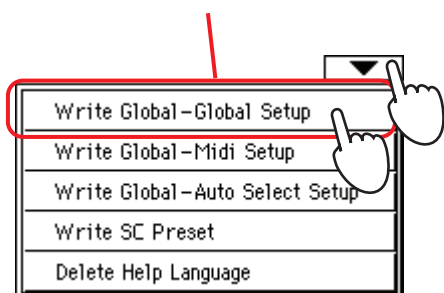 Write Global-Global Setup
Write Global-Midi Setup
Write Global-Auto Select Setup
Write SC Preset
Delete Help Language